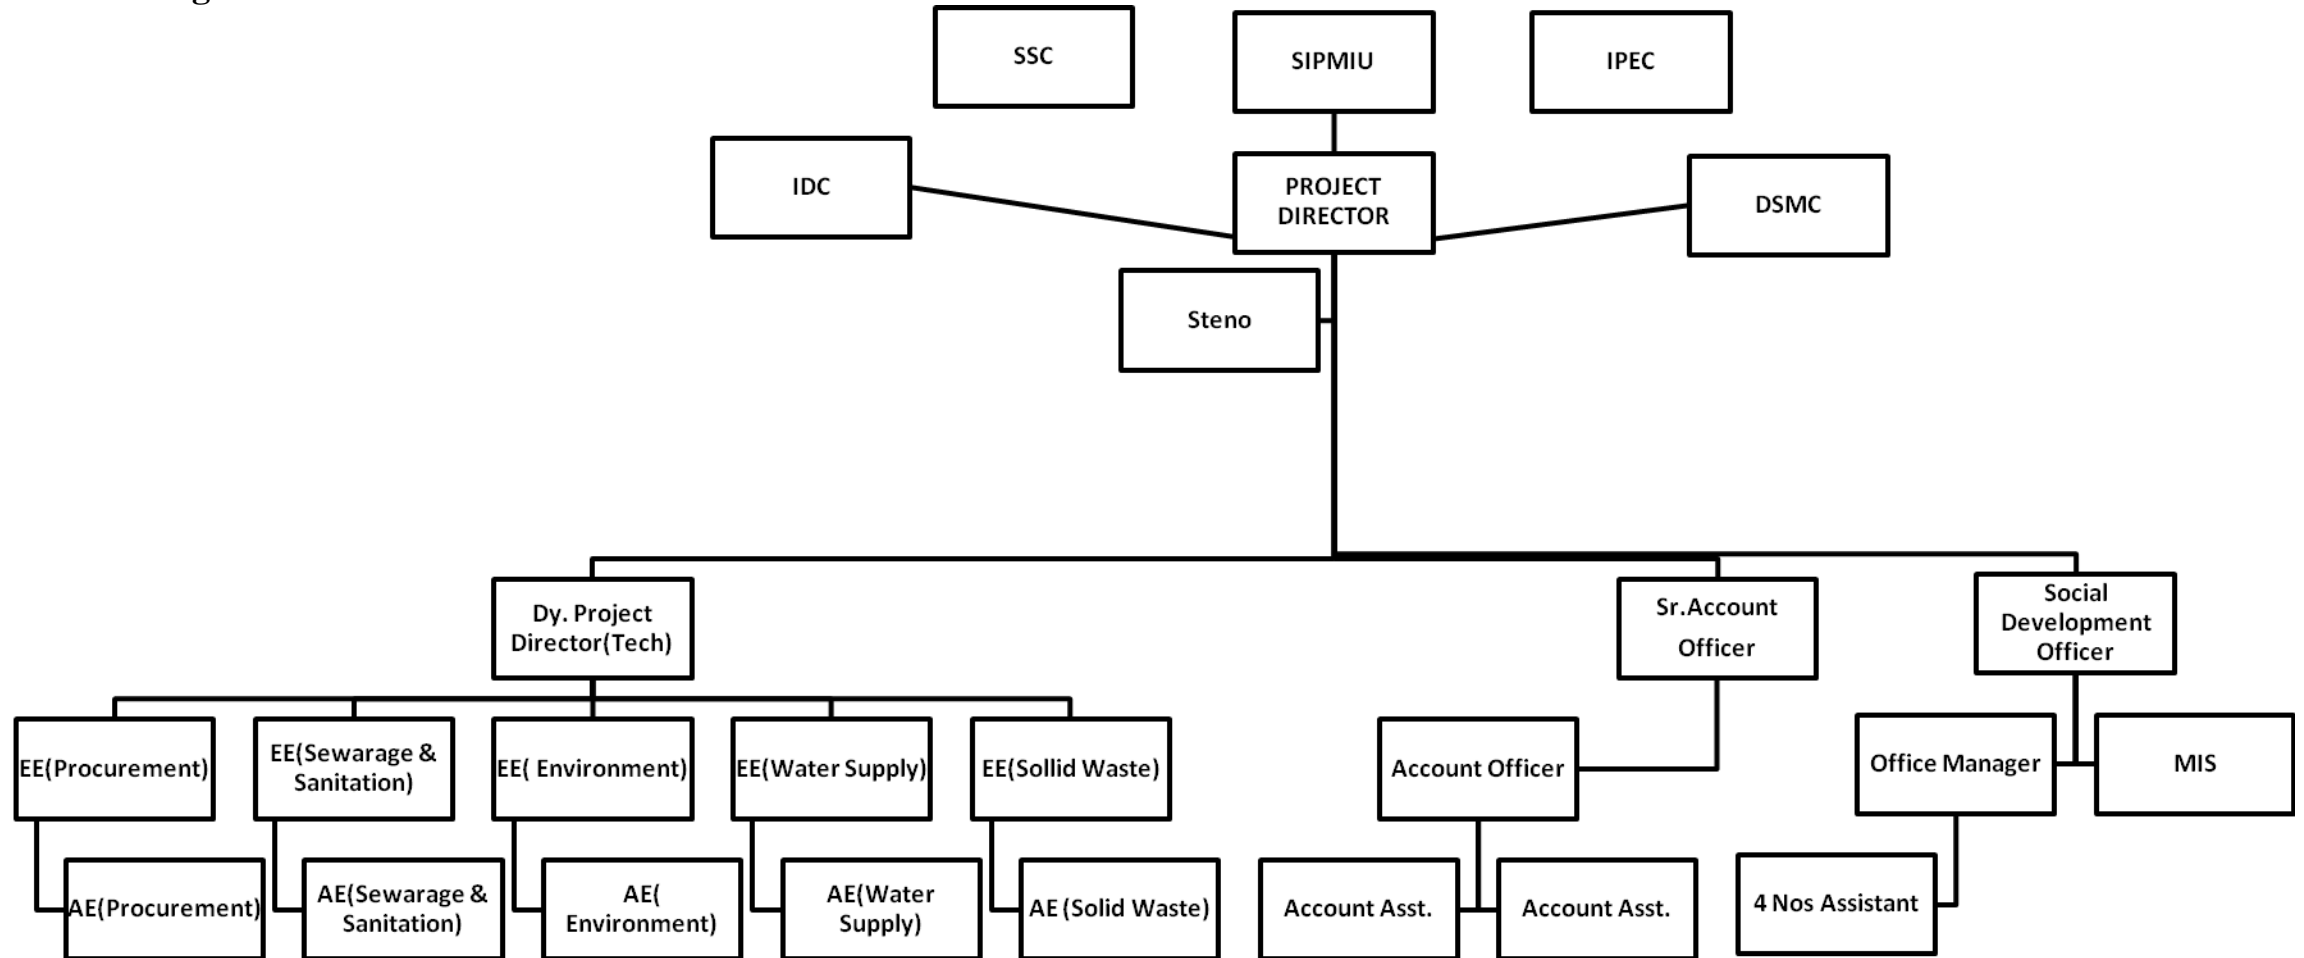 SSC
SIPMIU
IPEC
IDC
PROJECT
DIRECTOR
DSMC
Steno
Dy. Project
Director(Tech)
Sr.Account
Officer
Social
Development
Officer
EE(Procurement)
EE(Sewarage &
Sanitation)
EE( Environment)
EE(Water Supply)
EE(Sollid Waste)
Account Officer
Office Manager
MIS
AE(Procurement)
AE(Sewarage &
Sanitation)
AE(
Environment)
AE(Water
Supply)
AE (Solid Waste)
Account Asst.
Account Asst.
4 Nos Assistant